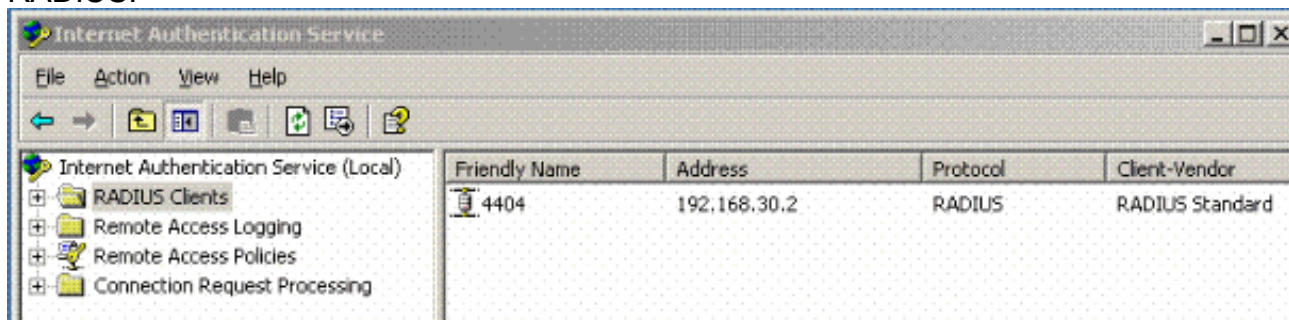 RADIUS.
Internet Authentication Service
File Action View Help
Internet Authentication Service (Local)
RADIUS Clients
Remote Access Logging
Remote Access Policies
Connection Request Processing
Friendly Name Address Protocol Client-Vendor
4404 192.168.30.2 RADIUS RADIUS Standard